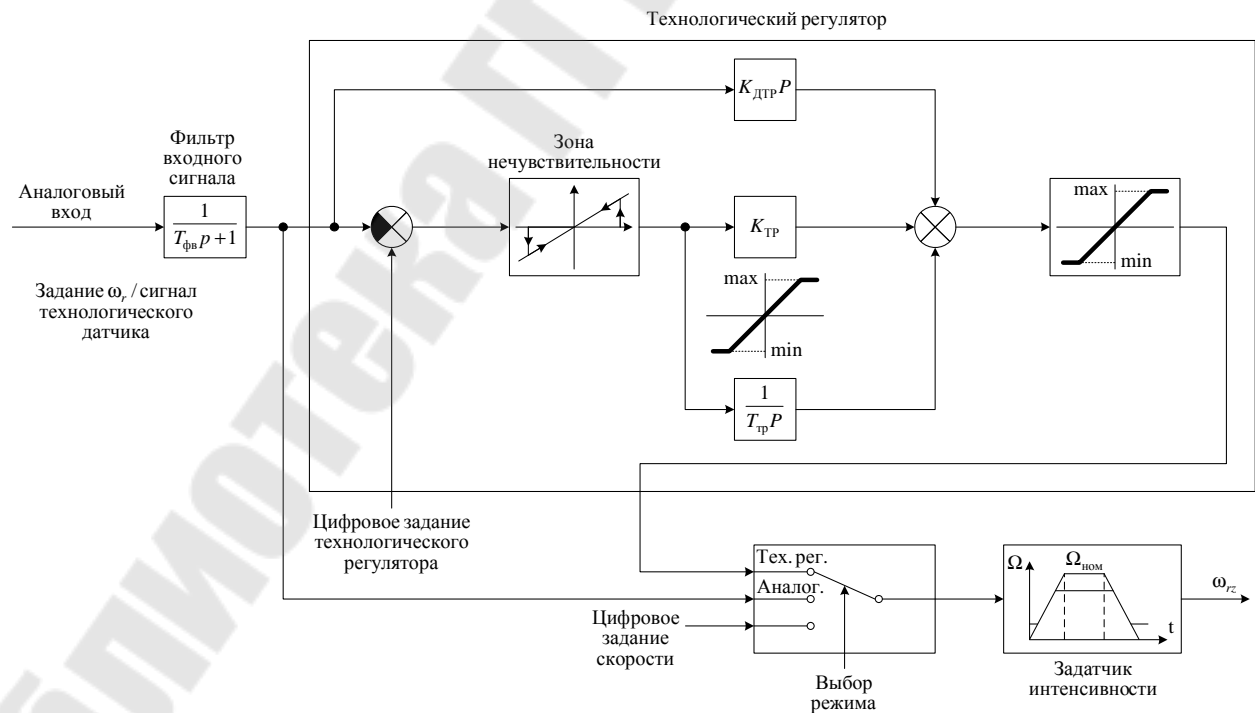 Технологический регулятор
K_ДТР P
Фильтр
входного
сигнала
Зона
нечувствительности
Аналоговый
вход
1
T_фв p + 1
K_ТР
max
min
max
min
Задание ω_r / сигнал
технологического
датчика
1
T_тр P
Цифровое задание
технологического
регулятора
Тех. рег.
Аналог.
Цифровое
задание
скорости
Выбор
режима
Ω
Ω_ном
t
Задатчик
интенсивности
ω_rz